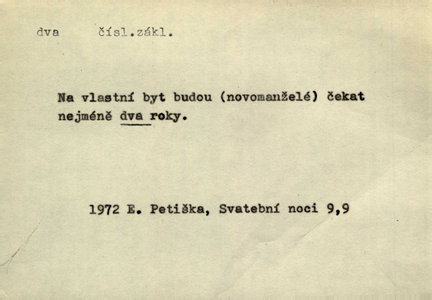 dva čísl.zákl.
Na vlastní byt budou (novomanželé) čekat
nejméně dva roky.
1972 E. Petiška, Svatební noci 9,9